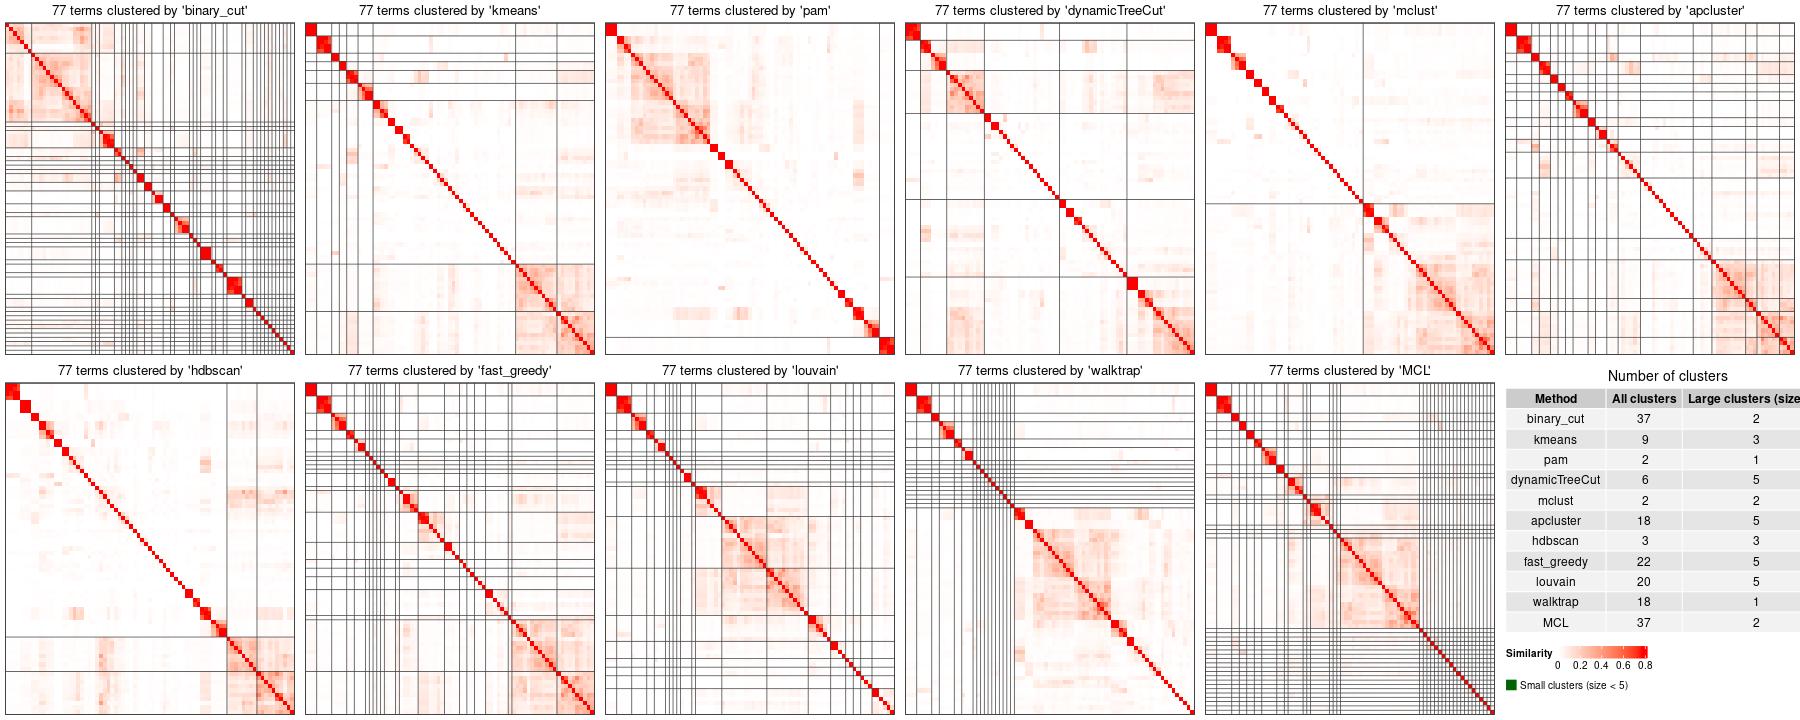 77 terms clustered by 'binary_cut'
77 terms clustered by 'kmeans'
77 terms clustered by 'pam'
77 terms clustered by 'dynamicTreeCut'
77 terms clustered by 'mclust'
77 terms clustered by 'apcluster'
77 terms clustered by 'hdbscan'
77 terms clustered by 'fast_greedy'
77 terms clustered by 'louvain'
77 terms clustered by 'walktrap'
77 terms clustered by 'MCL'
Number of clusters
Method All clusters Large clusters (size
binary_cut 37 2
kmeans 9 3
pam 2 1
dynamicTreeCut 6 5
mclust 2 2
apcluster 18 5
hdbscan 3 3
fast_greedy 22 5
louvain 20 5
walktrap 18 1
MCL 37 2
Similarity
0 0.2 0.4 0.6 0.8
Small clusters (size < 5)